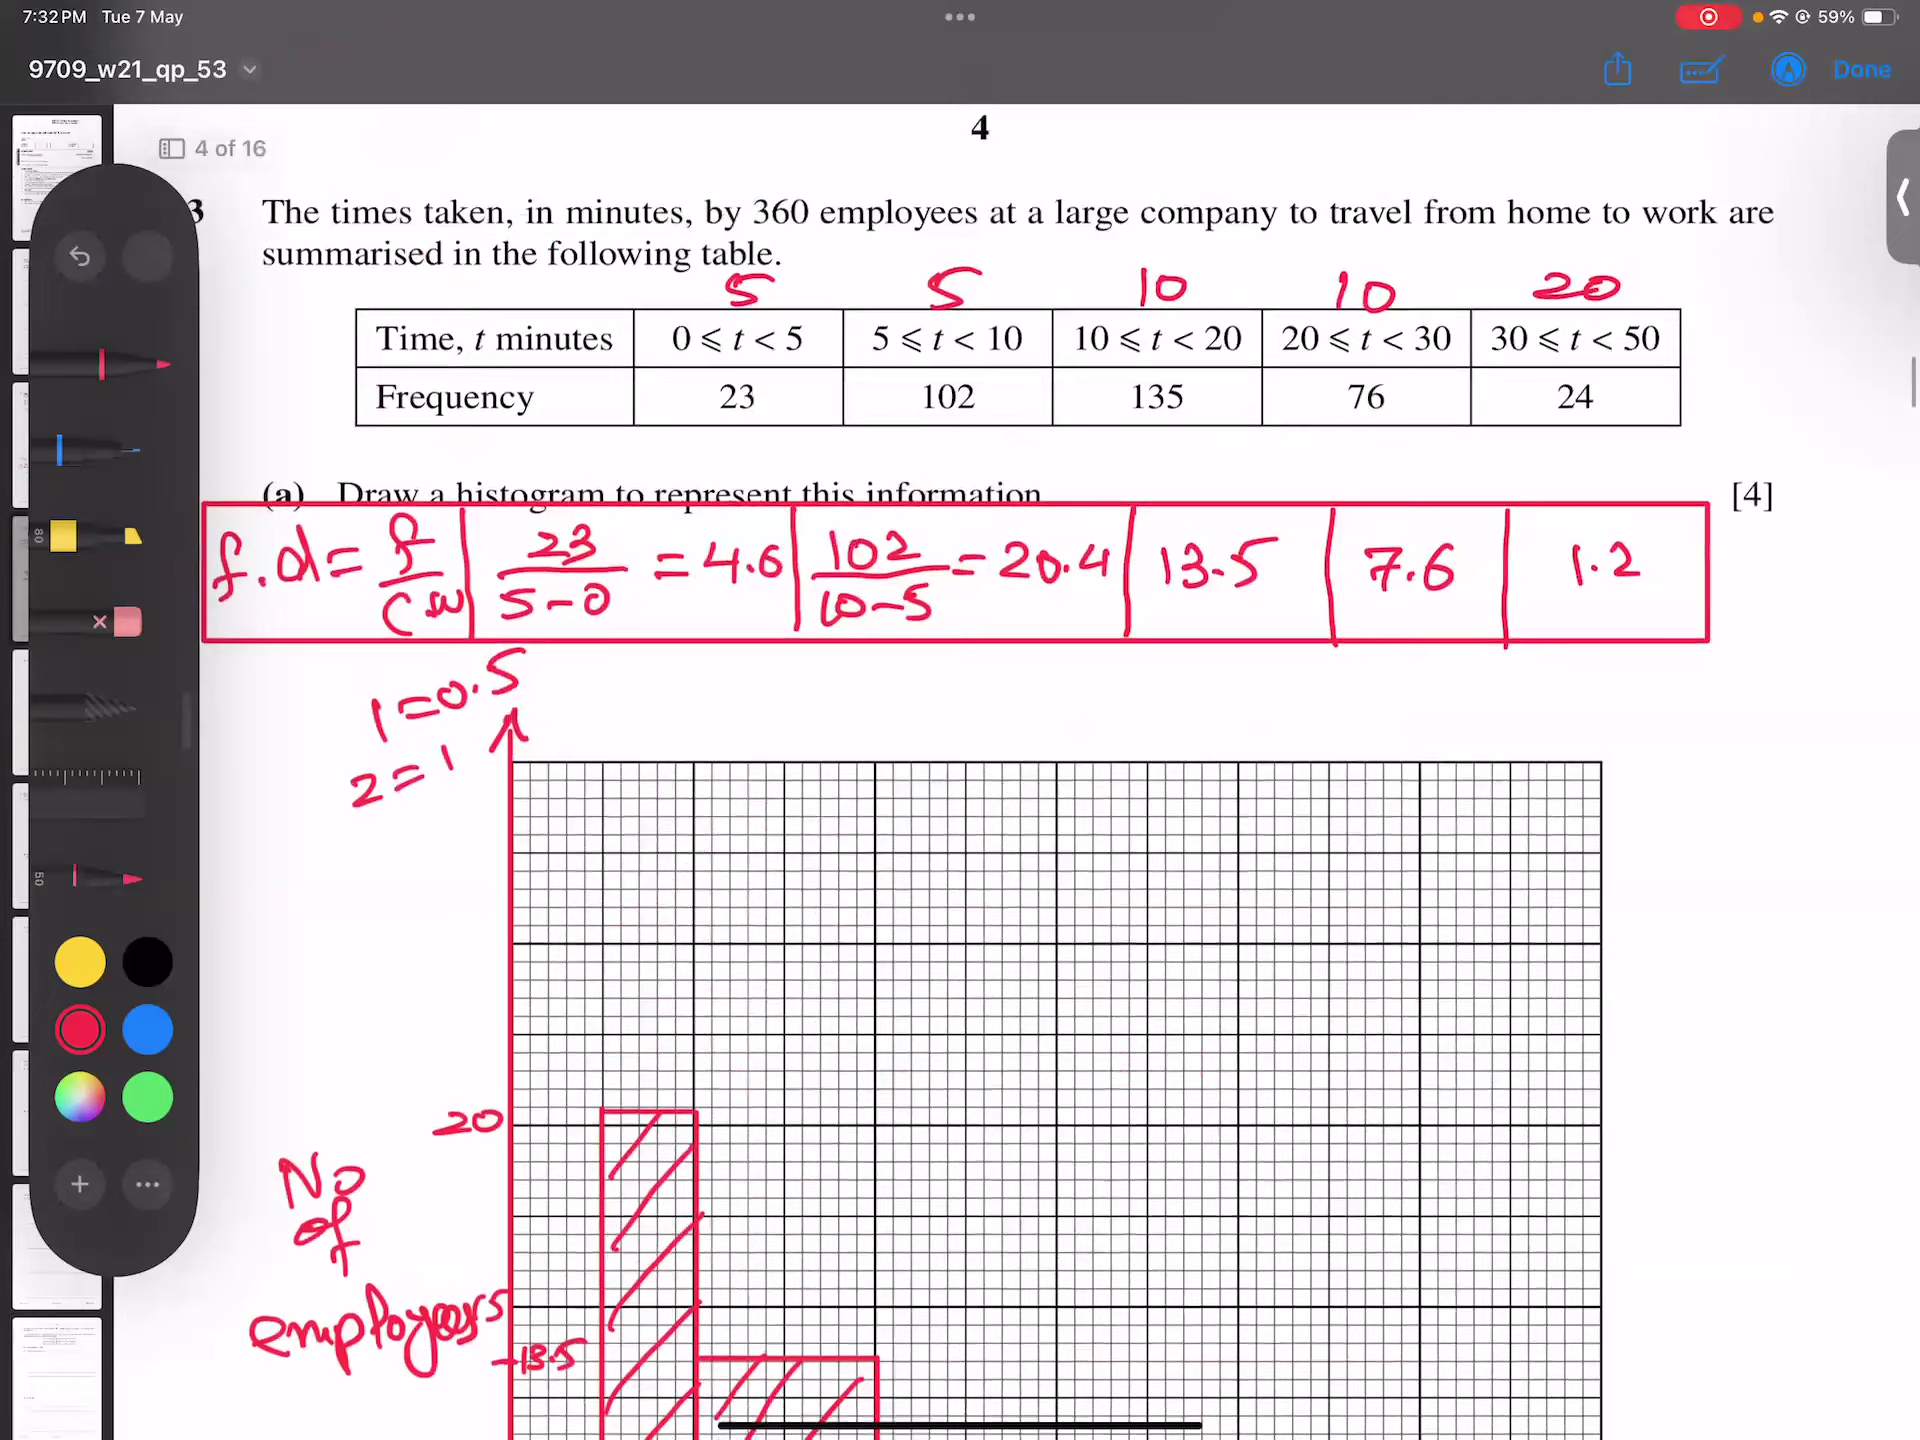 7:32 PM Tue 7 May
59%
9709_w21_qp_53
Done
4 of 16
4
3 The times taken, in minutes, by 360 employees at a large company to travel from home to work are
summarised in the following table.
5 5 10 10 20
Time, t minutes 0 ⩽ t < 5 5 ⩽ t < 10 10 ⩽ t < 20 20 ⩽ t < 30 30 ⩽ t < 50
Frequency 23 102 135 76 24
(a) Draw a histogram to represent this information [4]
f.d = f/cw 23/5-0 = 4.6 102/10-5 = 20.4 13.5 7.6 1.2
1=0.5
2=1
20
No
of
employees
13.5
80
50